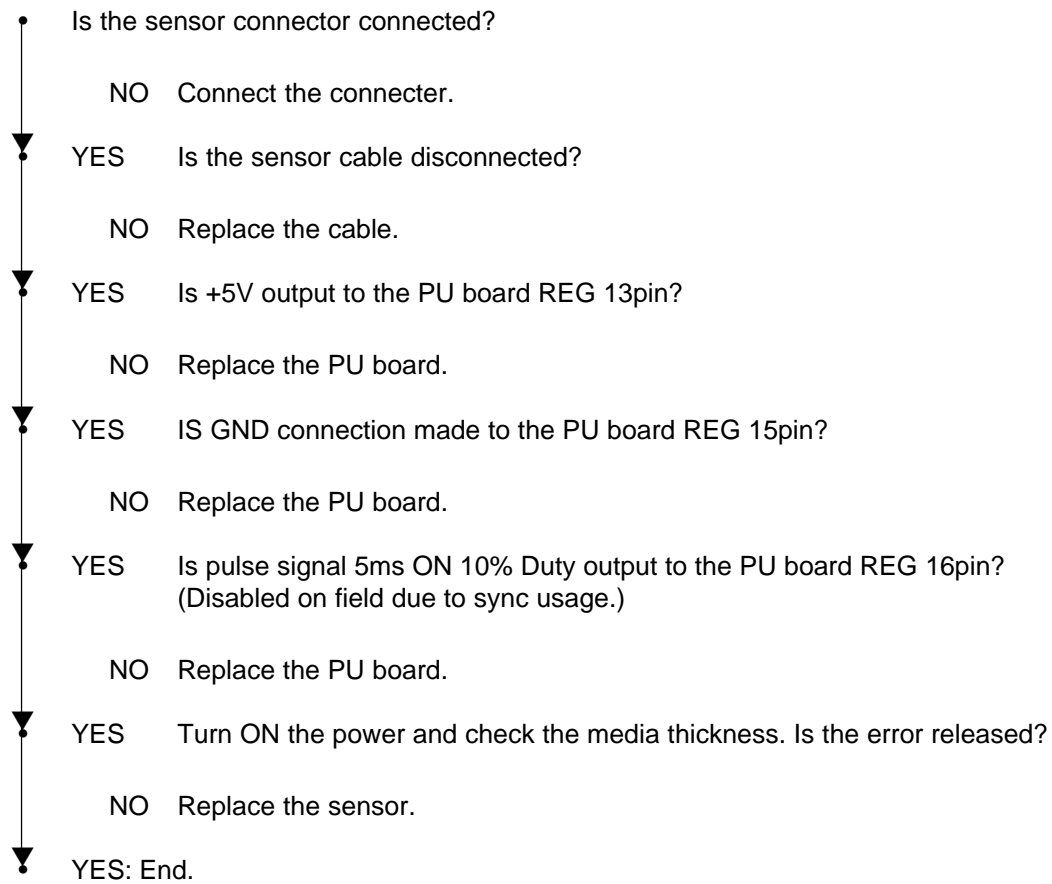 Is the sensor connector connected?
NO Connect the connecter.
YES Is the sensor cable disconnected?
NO Replace the cable.
YES Is +5V output to the PU board REG 13pin?
NO Replace the PU board.
YES IS GND connection made to the PU board REG 15pin?
NO Replace the PU board.
YES Is pulse signal 5ms ON 10% Duty output to the PU board REG 16pin?
(Disabled on field due to sync usage.)
NO Replace the PU board.
YES Turn ON the power and check the media thickness. Is the error released?
NO Replace the sensor.
YES: End.